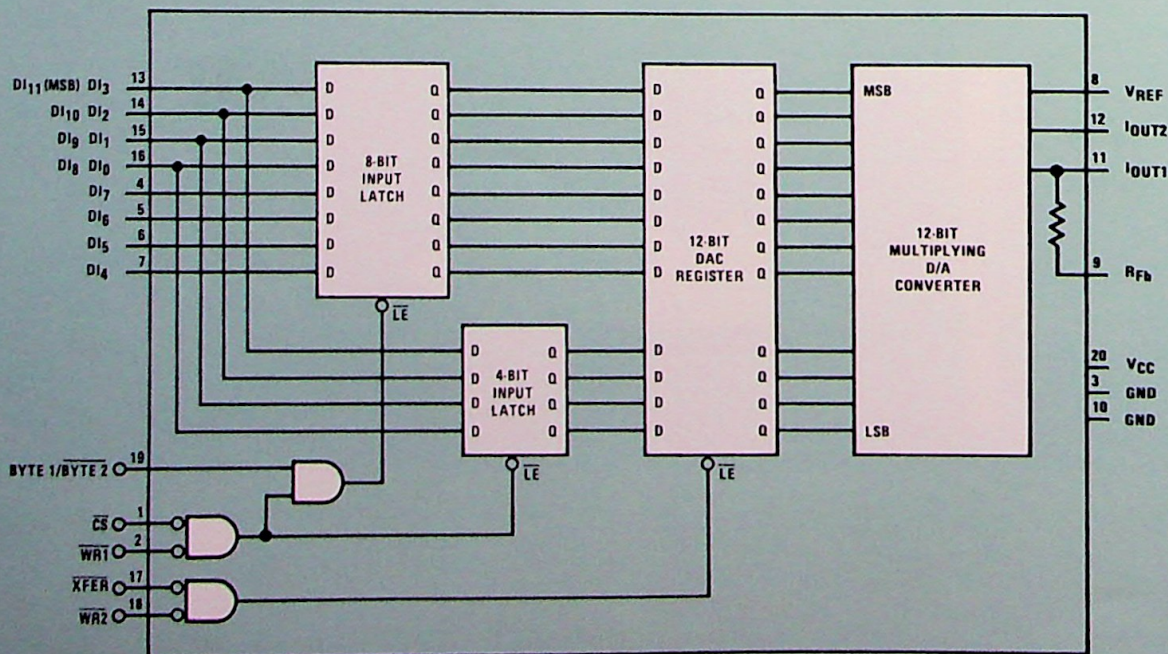 DI11(MSB) DI3 13
DI10 DI2 14
DI9 DI1 15
DI8 DI0 16
DI7 4
DI6 5
DI5 6
DI4 7
D Q
D Q
D Q
D Q
D Q
D Q
D Q
D Q
8-BIT
INPUT
LATCH
LE
D Q
D Q
D Q
D Q
4-BIT
INPUT
LATCH
LE
D Q
D Q
D Q
D Q
D Q
D Q
D Q
D Q
12-BIT
DAC
REGISTER
D Q
D Q
D Q
D Q
LE
MSB
12-BIT
MULTIPLYING
D/A
CONVERTER
LSB
8 VREF
12 IOUT2
11 IOUT1
9 RFb
20 VCC
3 GND
10 GND
BYTE 1/BYTE 2 19
CS 1
WR1 2
XFER 17
WR2 18